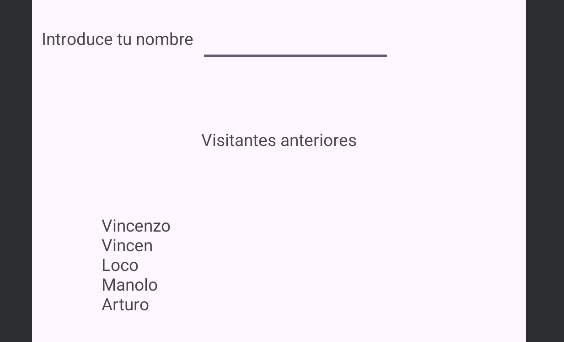 Introduce tu nombre
Visitantes anteriores
Vincenzo
Vincen
Loco
Manolo
Arturo